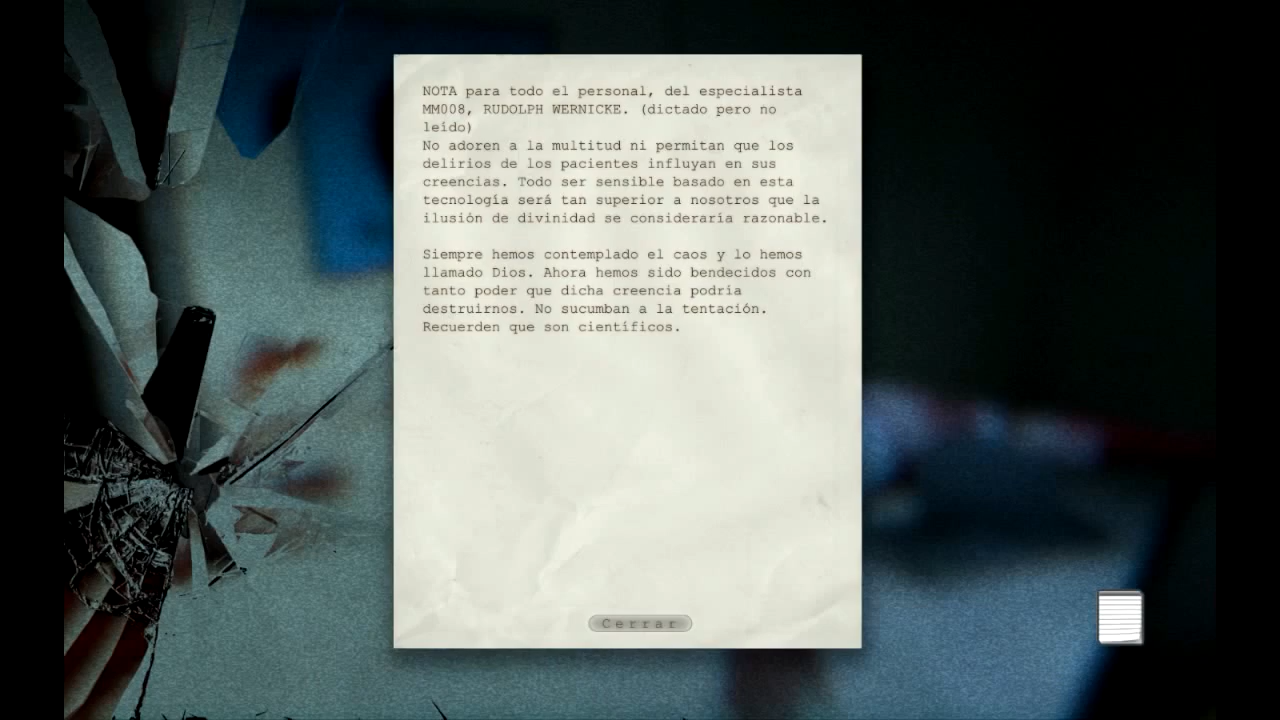 NOTA para todo el personal, del especialista
MM008, RUDOLPH WERNICKE. (dictado pero no
leído)
No adoren a la multitud ni permitan que los
delirios de los pacientes influyan en sus
creencias. Todo ser sensible basado en esta
tecnología será tan superior a nosotros que la
ilusión de divinidad se consideraría razonable.
Siempre hemos contemplado el caos y lo hemos
llamado Dios. Ahora hemos sido bendecidos con
tanto poder que dicha creencia podría
destruirnos. No sucumban a la tentación.
Recuerden que son científicos.
Cerrar